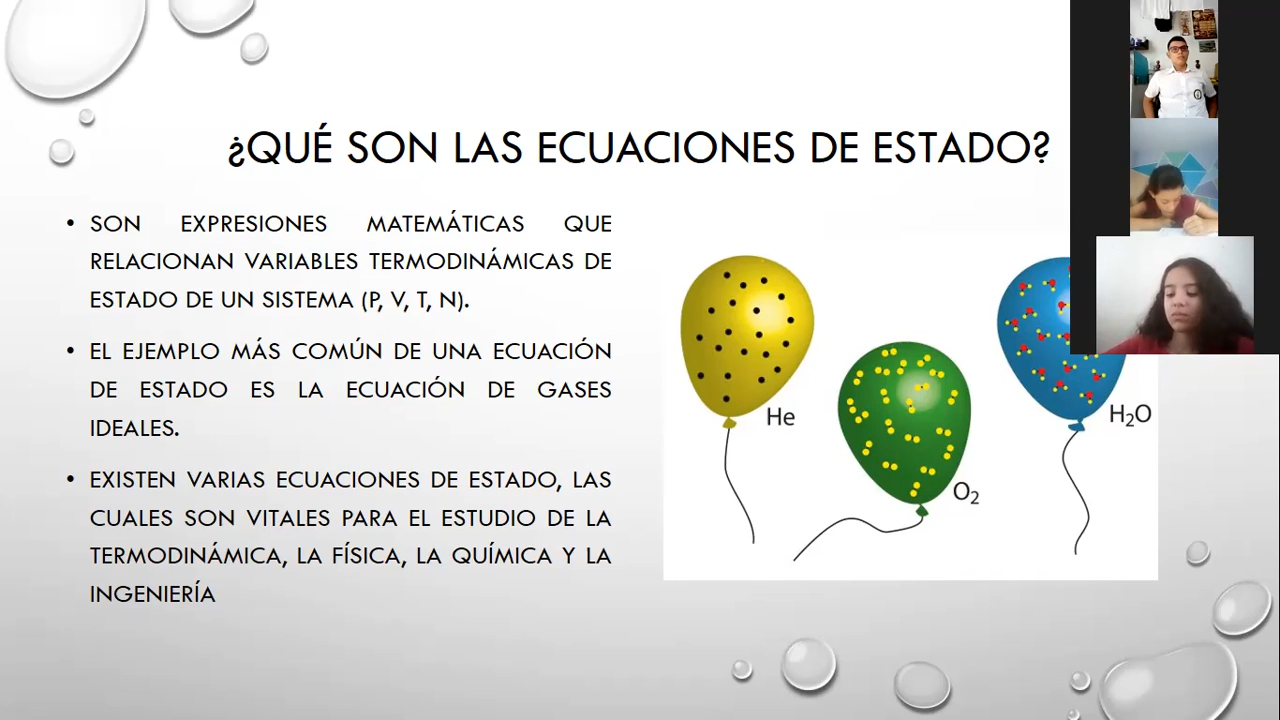 ¿QUÉ SON LAS ECUACIONES DE ESTADO?
• SON EXPRESIONES MATEMÁTICAS QUE
RELACIONAN VARIABLES TERMODINÁMICAS DE
ESTADO DE UN SISTEMA (P, V, T, N).
• EL EJEMPLO MÁS COMÚN DE UNA ECUACIÓN
DE ESTADO ES LA ECUACIÓN DE GASES
IDEALES.
• EXISTEN VARIAS ECUACIONES DE ESTADO, LAS
CUALES SON VITALES PARA EL ESTUDIO DE LA
TERMODINÁMICA, LA FÍSICA, LA QUÍMICA Y LA
INGENIERÍA
He
O₂
H₂O